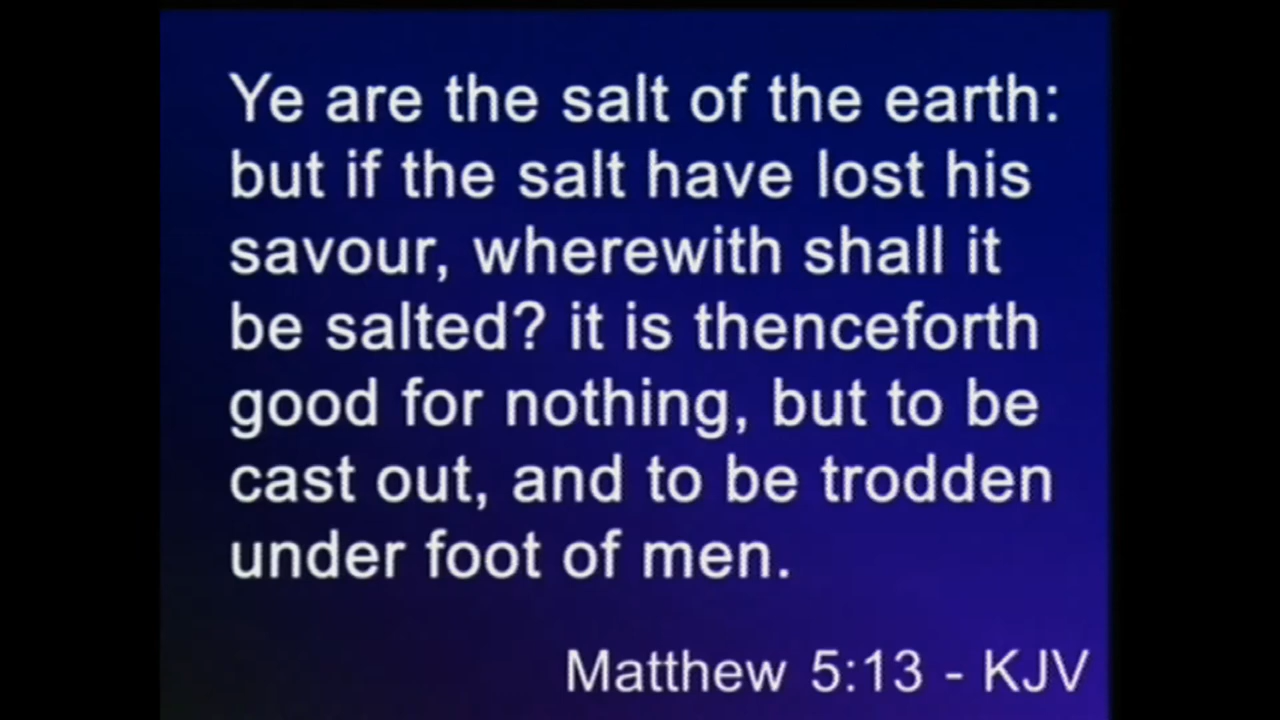 Ye are the salt of the earth:
but if the salt have lost his
savour, wherewith shall it
be salted? it is thenceforth
good for nothing, but to be
cast out, and to be trodden
under foot of men.
Matthew 5:13 - KJV